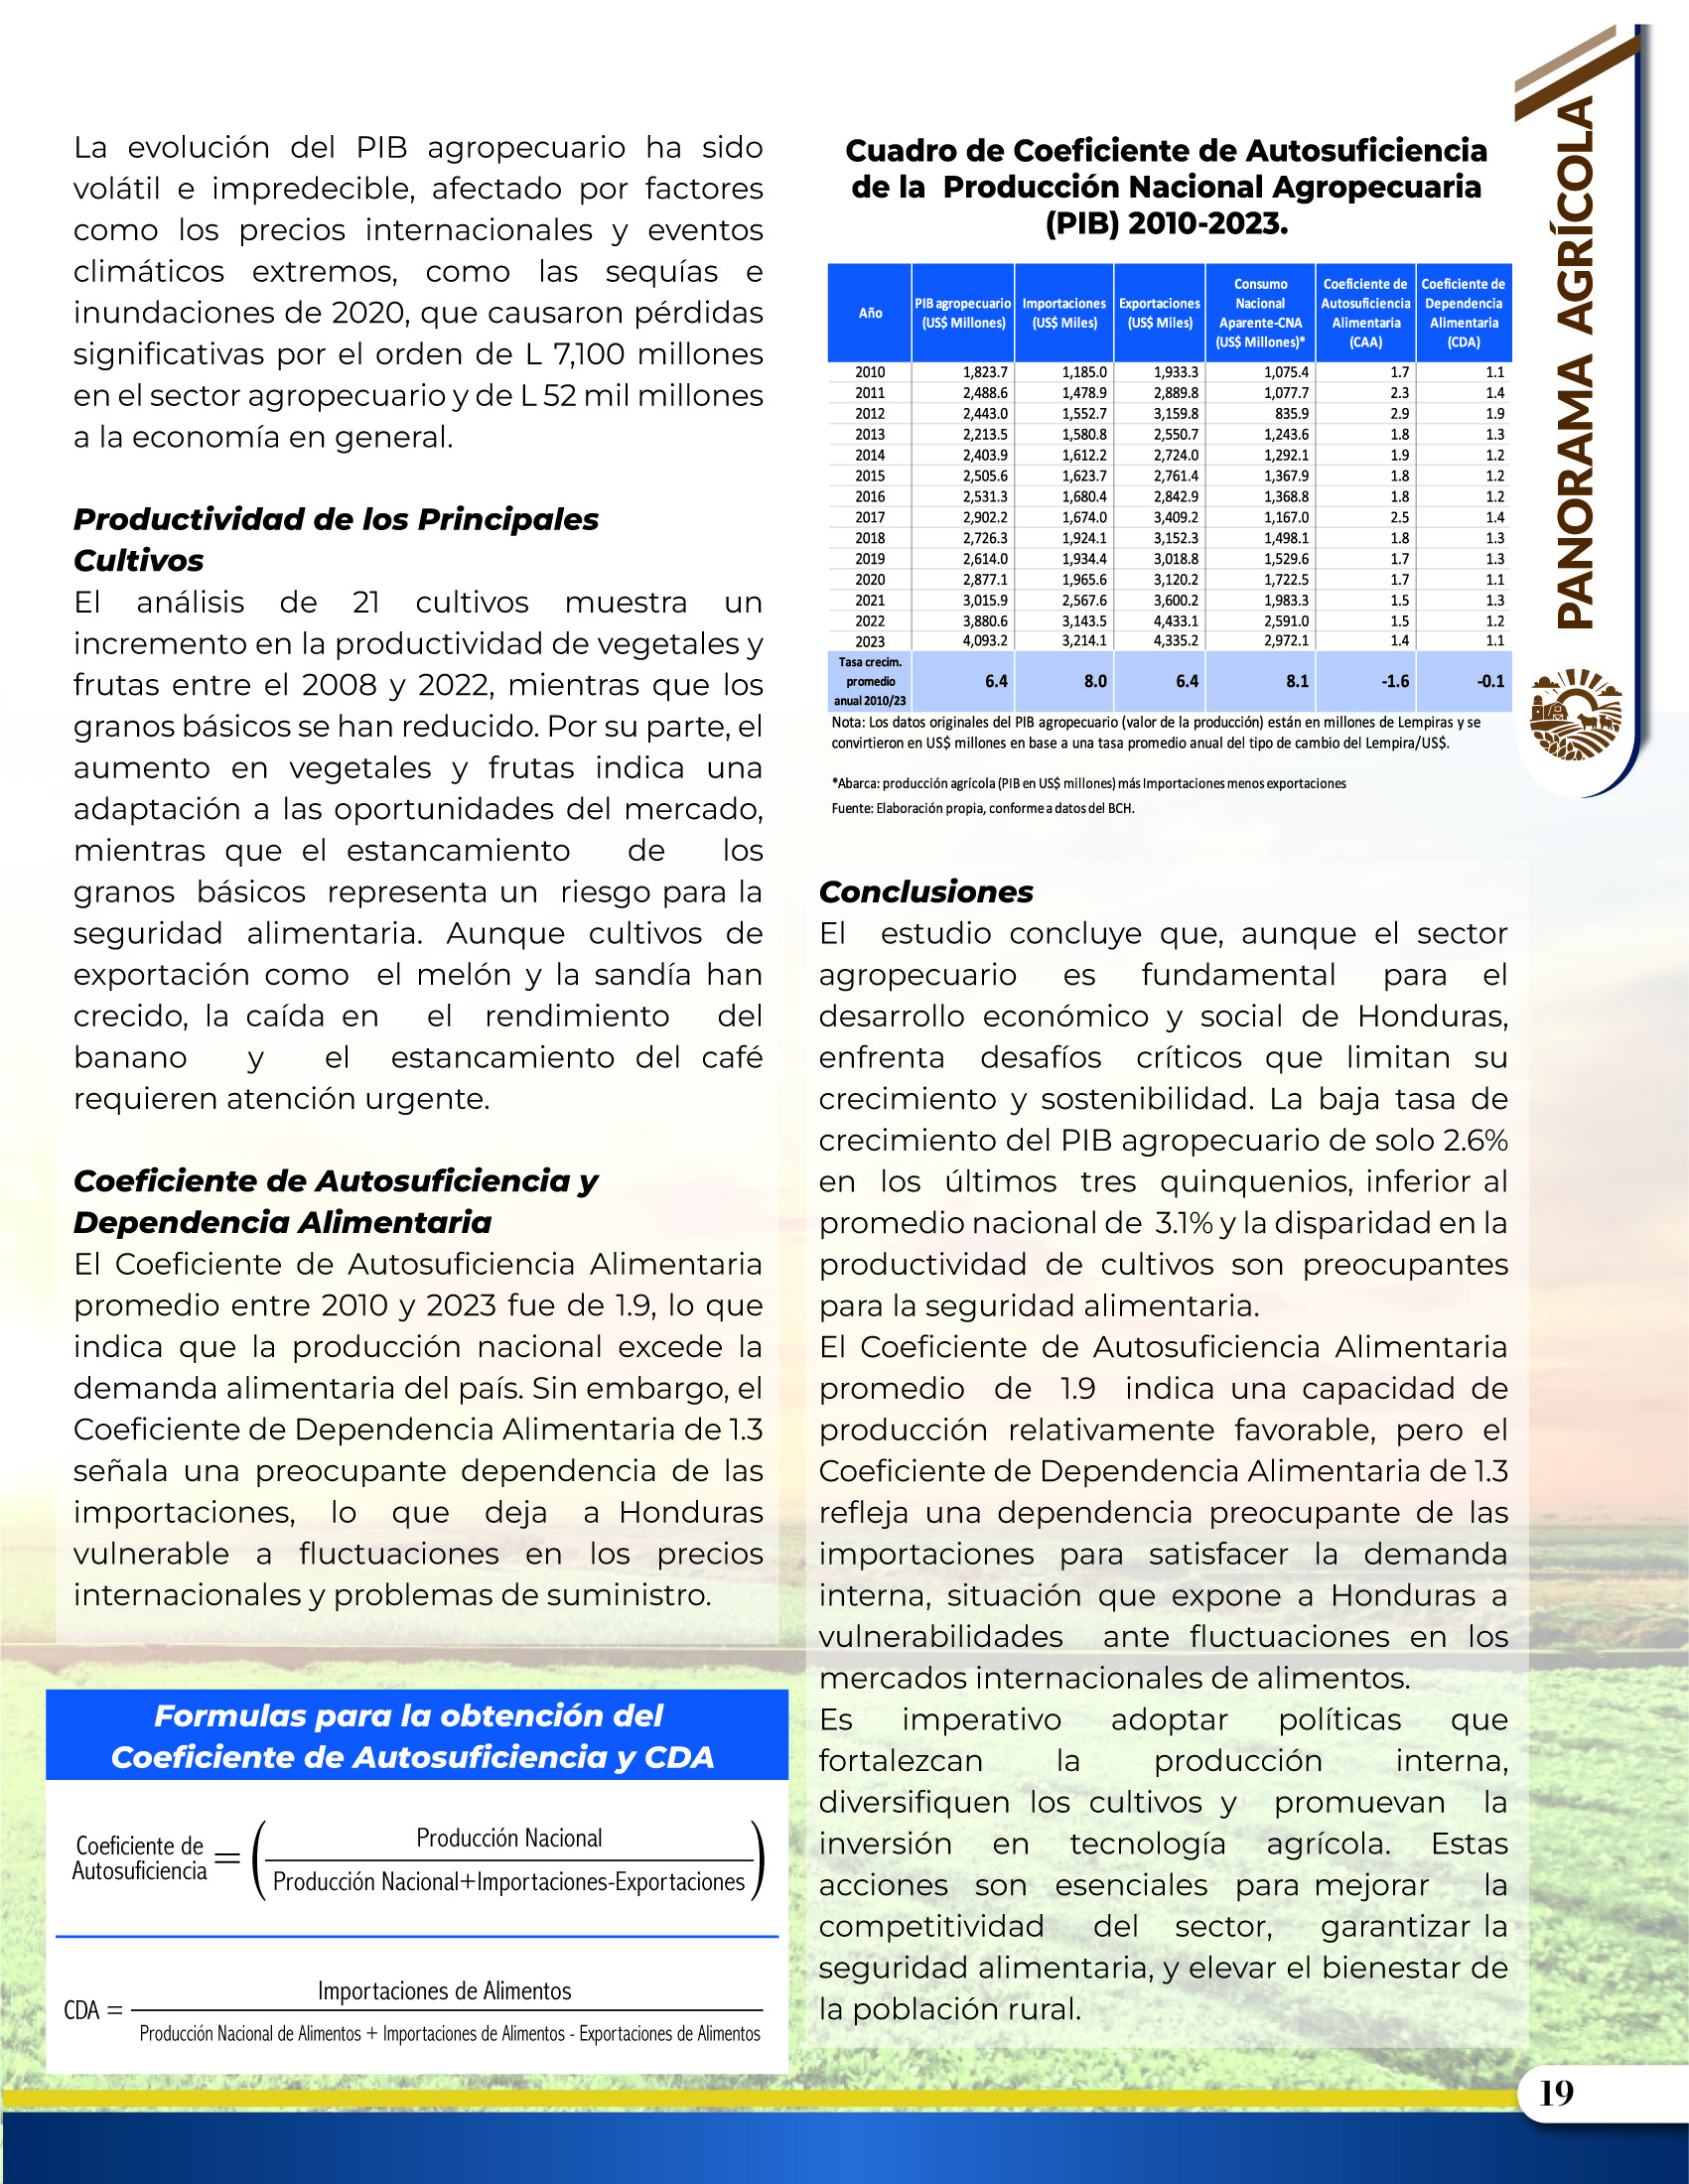 La evolución del PIB agropecuario ha sido
volátil e impredecible, afectado por factores
como los precios internacionales y eventos
climáticos extremos, como las sequías e
inundaciones de 2020, que causaron pérdidas
significativas por el orden de L 7,100 millones
en el sector agropecuario y de L 52 mil millones
a la economía en general.
Productividad de los Principales
Cultivos
El análisis de 21 cultivos muestra un
incremento en la productividad de vegetales y
frutas entre el 2008 y 2022, mientras que los
granos básicos se han reducido. Por su parte, el
aumento en vegetales y frutas indica una
adaptación a las oportunidades del mercado,
mientras que el estancamiento de los
granos básicos representa un riesgo para la
seguridad alimentaria. Aunque cultivos de
exportación como el melón y la sandía han
crecido, la caída en el rendimiento del
banano y el estancamiento del café
requieren atención urgente.
Coeficiente de Autosuficiencia y
Dependencia Alimentaria
El Coeficiente de Autosuficiencia Alimentaria
promedio entre 2010 y 2023 fue de 1.9, lo que
indica que la producción nacional excede la
demanda alimentaria del país. Sin embargo, el
Coeficiente de Dependencia Alimentaria de 1.3
señala una preocupante dependencia de las
importaciones, lo que deja a Honduras
vulnerable a fluctuaciones en los precios
internacionales y problemas de suministro.
Formulas para la obtención del
Coeficiente de Autosuficiencia y CDA
Coeficiente de
Autosuficiencia = (Producción Nacional
Producción Nacional+Importaciones-Exportaciones)
Importaciones de Alimentos
CDA =
Producción Nacional de Alimentos + Importaciones de Alimentos - Exportaciones de Alimentos
Cuadro de Coeficiente de Autosuficiencia
de la Producción Nacional Agropecuaria
(PIB) 2010-2023.
Año PIB agropecuario (US$ Millones) Importaciones (US$ Miles) Exportaciones (US$ Miles) Consumo Nacional Aparente-CNA (US$ Millones)* Coeficiente de Autosuficiencia Alimentaria (CAA) Coeficiente de Dependencia Alimentaria (CDA)
2010 1,823.7 1,185.0 1,933.3 1,075.4 1.7 1.1
2011 2,488.6 1,478.9 2,889.8 1,077.7 2.3 1.4
2012 2,443.0 1,552.7 3,159.8 835.9 2.9 1.9
2013 2,213.5 1,580.8 2,550.7 1,243.6 1.8 1.3
2014 2,403.9 1,612.2 2,724.0 1,292.1 1.9 1.2
2015 2,505.6 1,623.7 2,761.4 1,367.9 1.8 1.2
2016 2,531.3 1,680.4 2,842.9 1,368.8 1.8 1.2
2017 2,902.2 1,674.0 3,409.2 1,167.0 2.5 1.4
2018 2,726.3 1,924.1 3,152.3 1,498.1 1.8 1.3
2019 2,614.0 1,934.4 3,018.8 1,529.6 1.7 1.3
2020 2,877.1 1,965.6 3,120.2 1,722.5 1.7 1.1
2021 3,015.9 2,567.6 3,600.2 1,983.3 1.5 1.3
2022 3,880.6 3,143.5 4,433.1 2,591.0 1.5 1.2
2023 4,093.2 3,214.1 4,335.2 2,972.1 1.4 1.1
Tasa crecim. promedio anual 2010/23 6.4 8.0 6.4 8.1 -1.6 -0.1
Nota: Los datos originales del PIB agropecuario (valor de la producción) están en millones de Lempiras y se
convirtieron en US$ millones en base a una tasa promedio anual del tipo de cambio del Lempira/US$.
*Abarca: producción agrícola (PIB en US$ millones) más Importaciones menos exportaciones
Fuente: Elaboración propia, conforme a datos del BCH.
Conclusiones
El estudio concluye que, aunque el sector
agropecuario es fundamental para el
desarrollo económico y social de Honduras,
enfrenta desafíos críticos que limitan su
crecimiento y sostenibilidad. La baja tasa de
crecimiento del PIB agropecuario de solo 2.6%
en los últimos tres quinquenios, inferior al
promedio nacional de 3.1% y la disparidad en la
productividad de cultivos son preocupantes
para la seguridad alimentaria.
El Coeficiente de Autosuficiencia Alimentaria
promedio de 1.9 indica una capacidad de
producción relativamente favorable, pero el
Coeficiente de Dependencia Alimentaria de 1.3
refleja una dependencia preocupante de las
importaciones para satisfacer la demanda
interna, situación que expone a Honduras a
vulnerabilidades ante fluctuaciones en los
mercados internacionales de alimentos.
Es imperativo adoptar políticas que
fortalezcan la producción interna,
diversifiquen los cultivos y promuevan la
inversión en tecnología agrícola. Estas
acciones son esenciales para mejorar la
competitividad del sector, garantizar la
seguridad alimentaria, y elevar el bienestar de
la población rural.
PANORAMA AGRÍCOLA
19